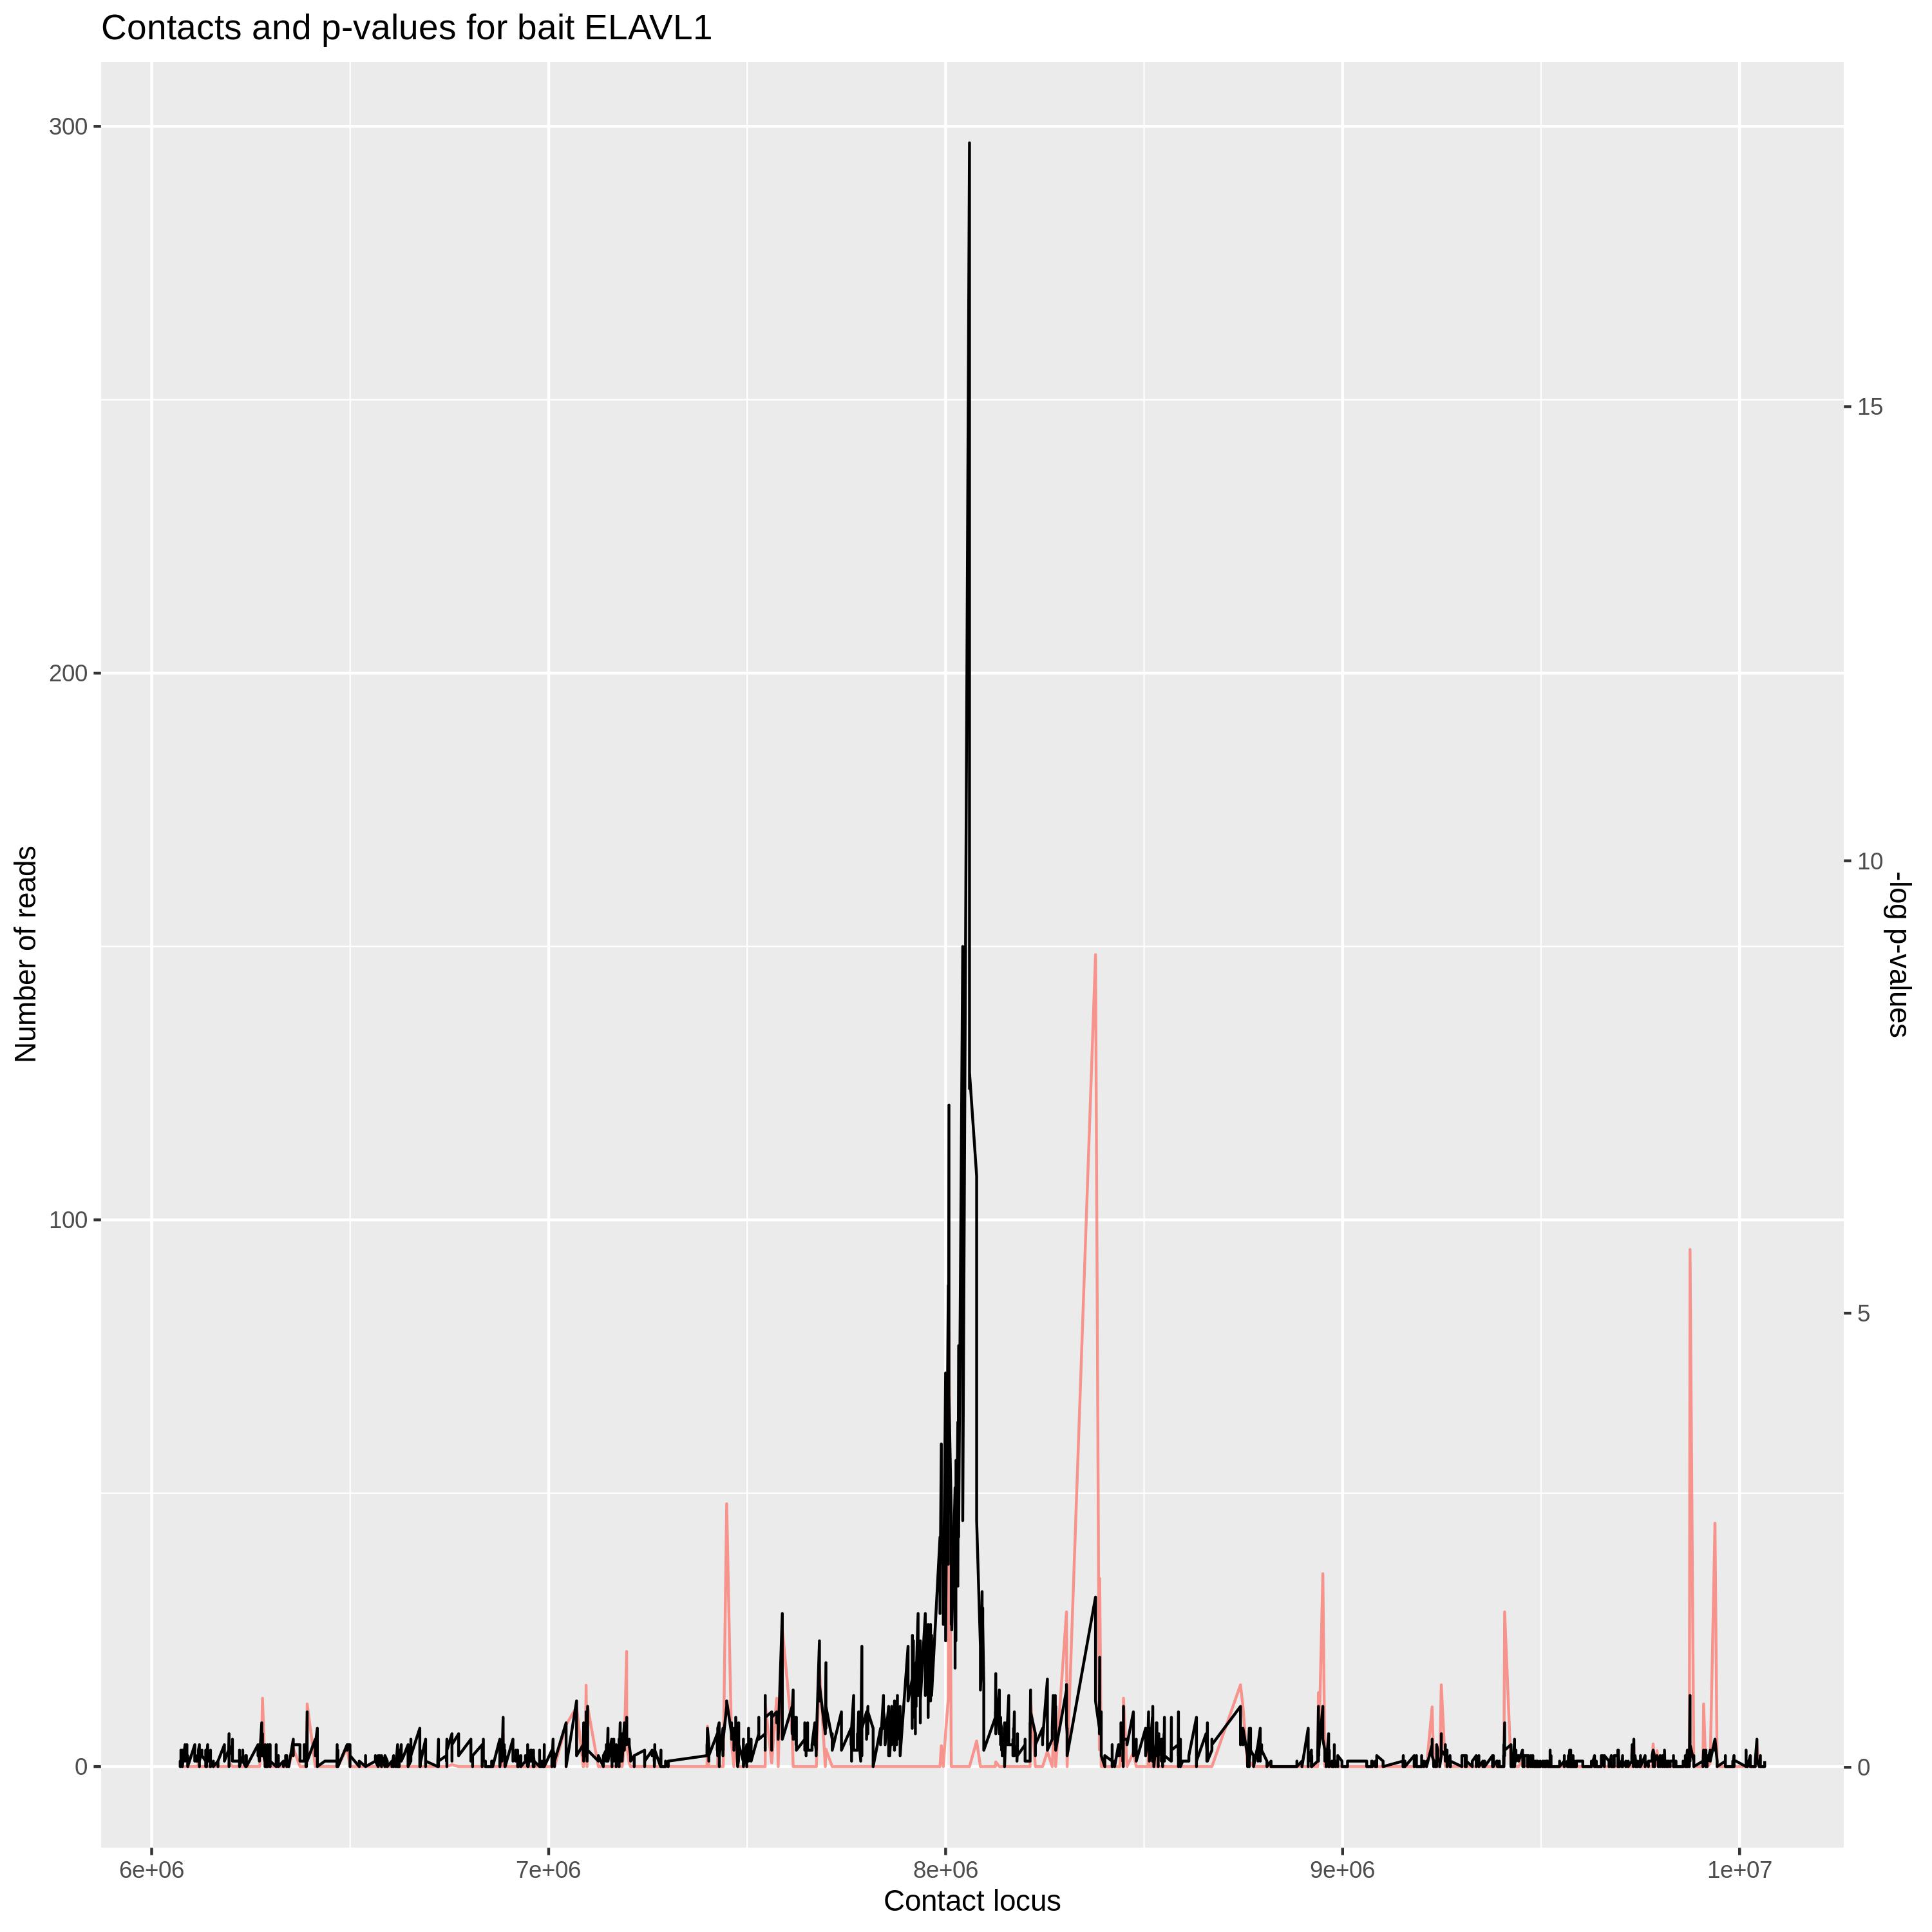 Contacts and p-values for bait ELAVL1
300
200
100
0
Number of reads
15
10
5
0
-log p-values
6e+06 7e+06 8e+06 9e+06 1e+07
Contact locus